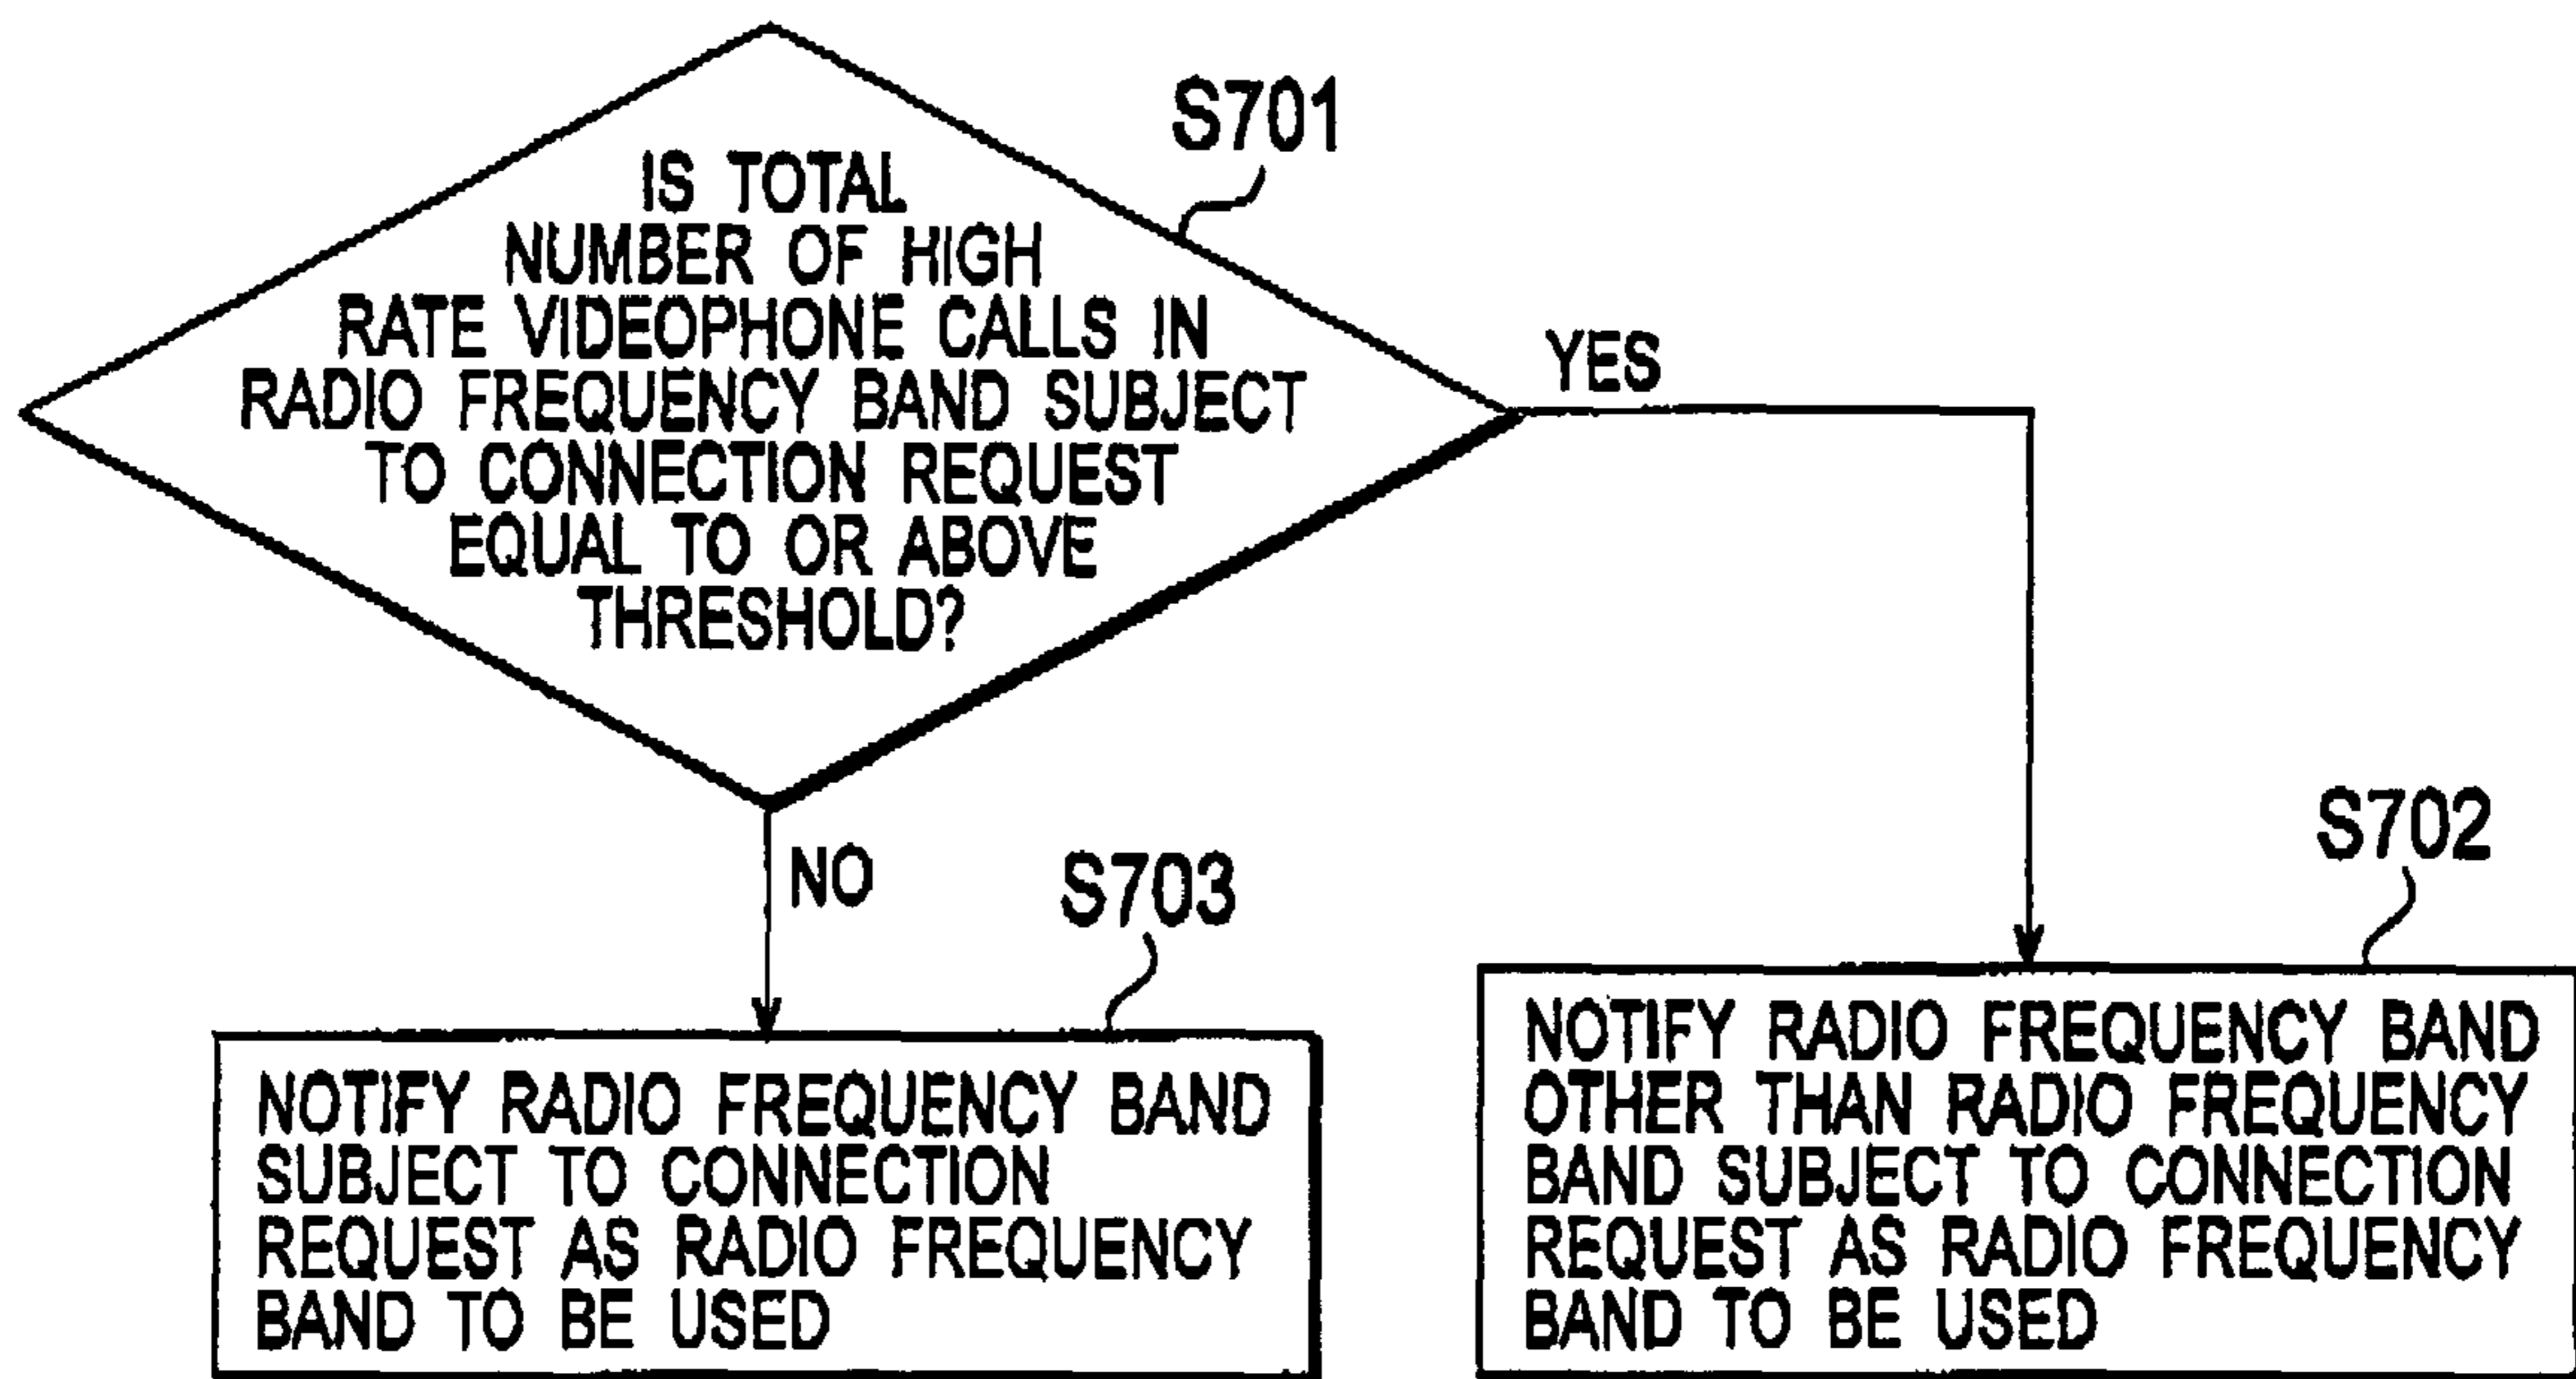 S701
IS TOTAL
NUMBER OF HIGH
RATE VIDEOPHONE CALLS IN
RADIO FREQUENCY BAND SUBJECT
TO CONNECTION REQUEST
EQUAL TO OR ABOVE
THRESHOLD?
YES
NO
S703
NOTIFY RADIO FREQUENCY BAND
SUBJECT TO CONNECTION
REQUEST AS RADIO FREQUENCY
BAND TO BE USED
S702
NOTIFY RADIO FREQUENCY BAND
OTHER THAN RADIO FREQUENCY
BAND SUBJECT TO CONNECTION
REQUEST AS RADIO FREQUENCY
BAND TO BE USED